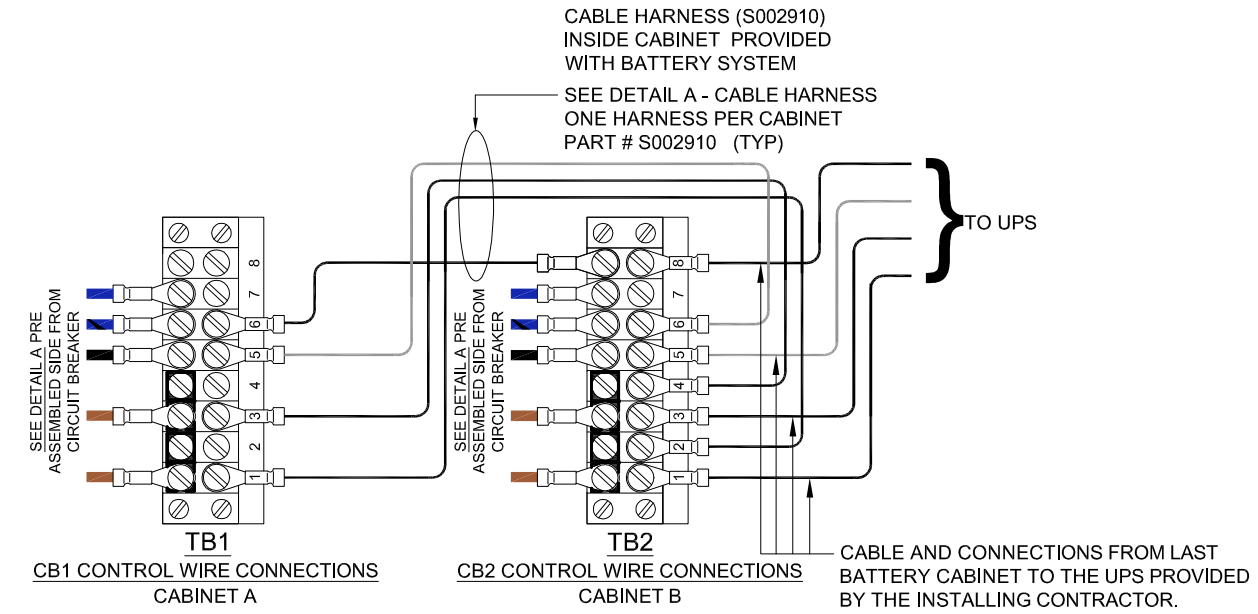 CABLE HARNESS (S002910)
INSIDE CABINET PROVIDED
WITH BATTERY SYSTEM
SEE DETAIL A - CABLE HARNESS
ONE HARNESS PER CABINET
PART # S002910 (TYP)
TO UPS
SEE DETAIL A PRE
ASSEMBLED SIDE FROM
CIRCUIT BREAKER
8
7
6
5
4
3
2
1
SEE DETAIL A PRE
ASSEMBLED SIDE FROM
CIRCUIT BREAKER
8
7
6
5
4
3
2
1
TB1
CB1 CONTROL WIRE CONNECTIONS
CABINET A
TB2
CB2 CONTROL WIRE CONNECTIONS
CABINET B
CABLE AND CONNECTIONS FROM LAST
BATTERY CABINET TO THE UPS PROVIDED
BY THE INSTALLING CONTRACTOR.